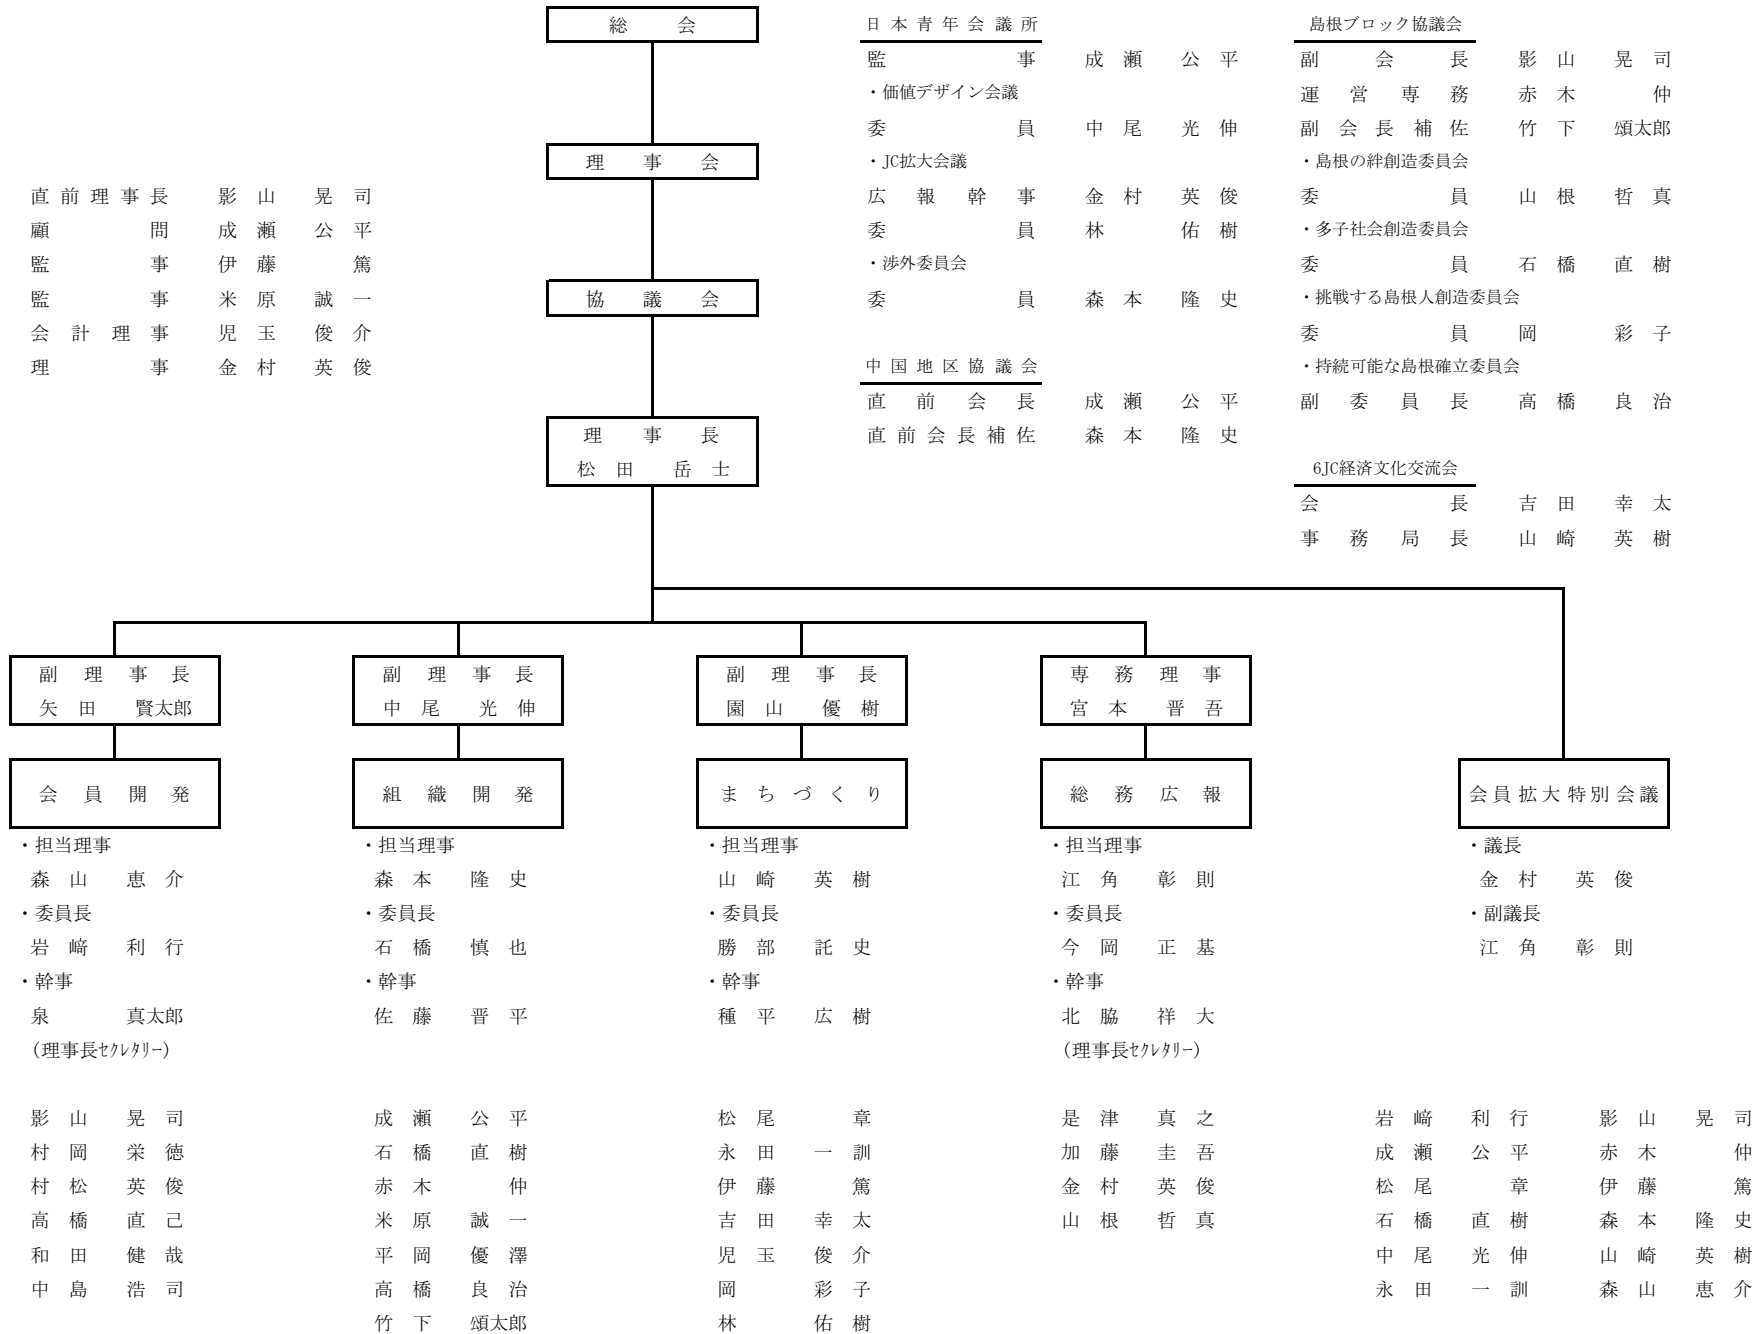 総会
理事会
協議会
理事長
松田 岳士
直前理事長 影山 晃司
顧問 成瀬 公平
監事 伊藤 篤
監事 米原 誠一
会計理事 児玉 俊介
理事 金村 英俊
日本青年会議所
監事 成瀬 公平
・価値デザイン会議
委員 中尾 光伸
・JC拡大会議
広報幹事 金村 英俊
委員 林 佑樹
・渉外委員会
委員 森本 隆史
中国地区協議会
直前会長 成瀬 公平
直前会長補佐 森本 隆史
島根ブロック協議会
副会長 影山 晃司
運営専務 赤木 仲
副会長補佐 竹下 頌太郎
・島根の絆創造委員会
委員 山根 哲真
・多子社会創造委員会
委員 石橋 直樹
・挑戦する島根人創造委員会
委員 岡 彩子
・持続可能な島根確立委員会
副委員長 高橋 良治
6JC経済文化交流会
会長 吉田 幸太
事務局長 山崎 英樹
副理事長
矢田 賢太郎
会員開発
・担当理事
森山 恵介
・委員長
岩﨑 利行
・幹事
泉 真太郎
(理事長ｾｸﾚﾀﾘｰ)
影山 晃司
村岡 栄徳
村松 英俊
高橋 直己
和田 健哉
中島 浩司
副理事長
中尾 光伸
組織開発
・担当理事
森本 隆史
・委員長
石橋 慎也
・幹事
佐藤 晋平
成瀬 公平
石橋 直樹
赤木 仲
米原 誠一
平岡 優澤
高橋 良治
竹下 頌太郎
副理事長
園山 優樹
まちづくり
・担当理事
山崎 英樹
・委員長
勝部 託史
・幹事
種平 広樹
松尾 章
永田 一訓
伊藤 篤
吉田 幸太
児玉 俊介
岡 彩子
林 佑樹
専務理事
宮本 晋吾
総務広報
・担当理事
江角 彰則
・委員長
今岡 正基
・幹事
北脇 祥大
(理事長ｾｸﾚﾀﾘｰ)
是津 真之
加藤 圭吾
金村 英俊
山根 哲真
会員拡大特別会議
・議長
金村 英俊
・副議長
江角 彰則
岩﨑 利行 影山 晃司
成瀬 公平 赤木 仲
松尾 章 伊藤 篤
石橋 直樹 森本 隆史
中尾 光伸 山崎 英樹
永田 一訓 森山 恵介